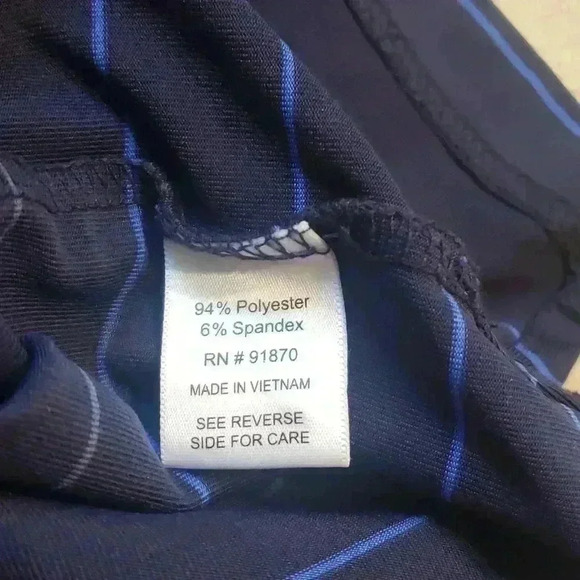 94% Polyester
6% Spandex
RN # 91870
MADE IN VIETNAM
SEE REVERSE
SIDE FOR CARE